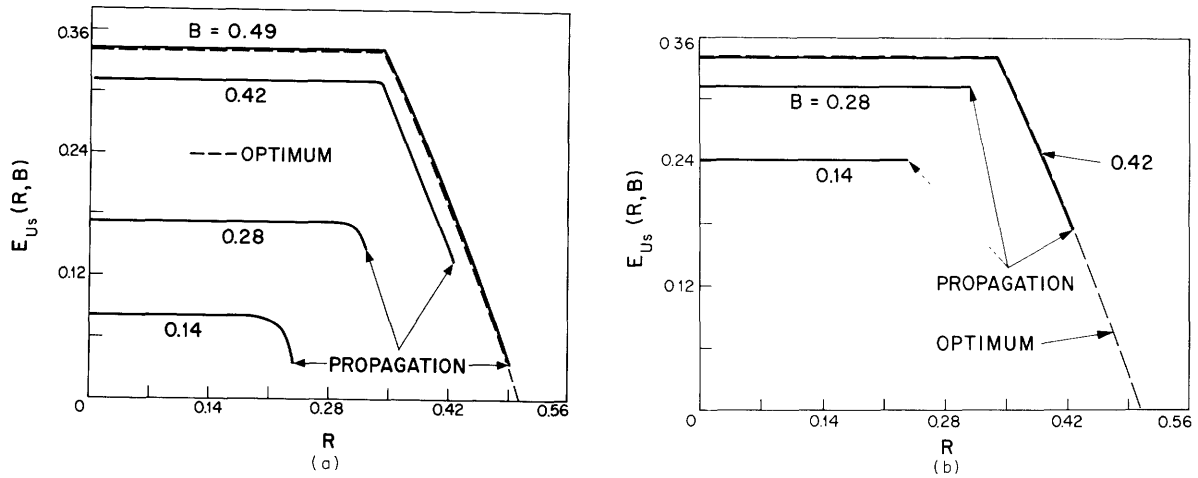 0.36
0.24
0.12
0
E_Us (R, B)
B = 0.49
0.42
OPTIMUM
0.28
0.14
PROPAGATION
0.14
0.28
0.42
0.56
R
(a)
0.36
0.24
0.12
0
E_Us (R, B)
B = 0.28
0.42
0.14
PROPAGATION
OPTIMUM
0
0.14
0.28
0.42
0.56
R
(b)